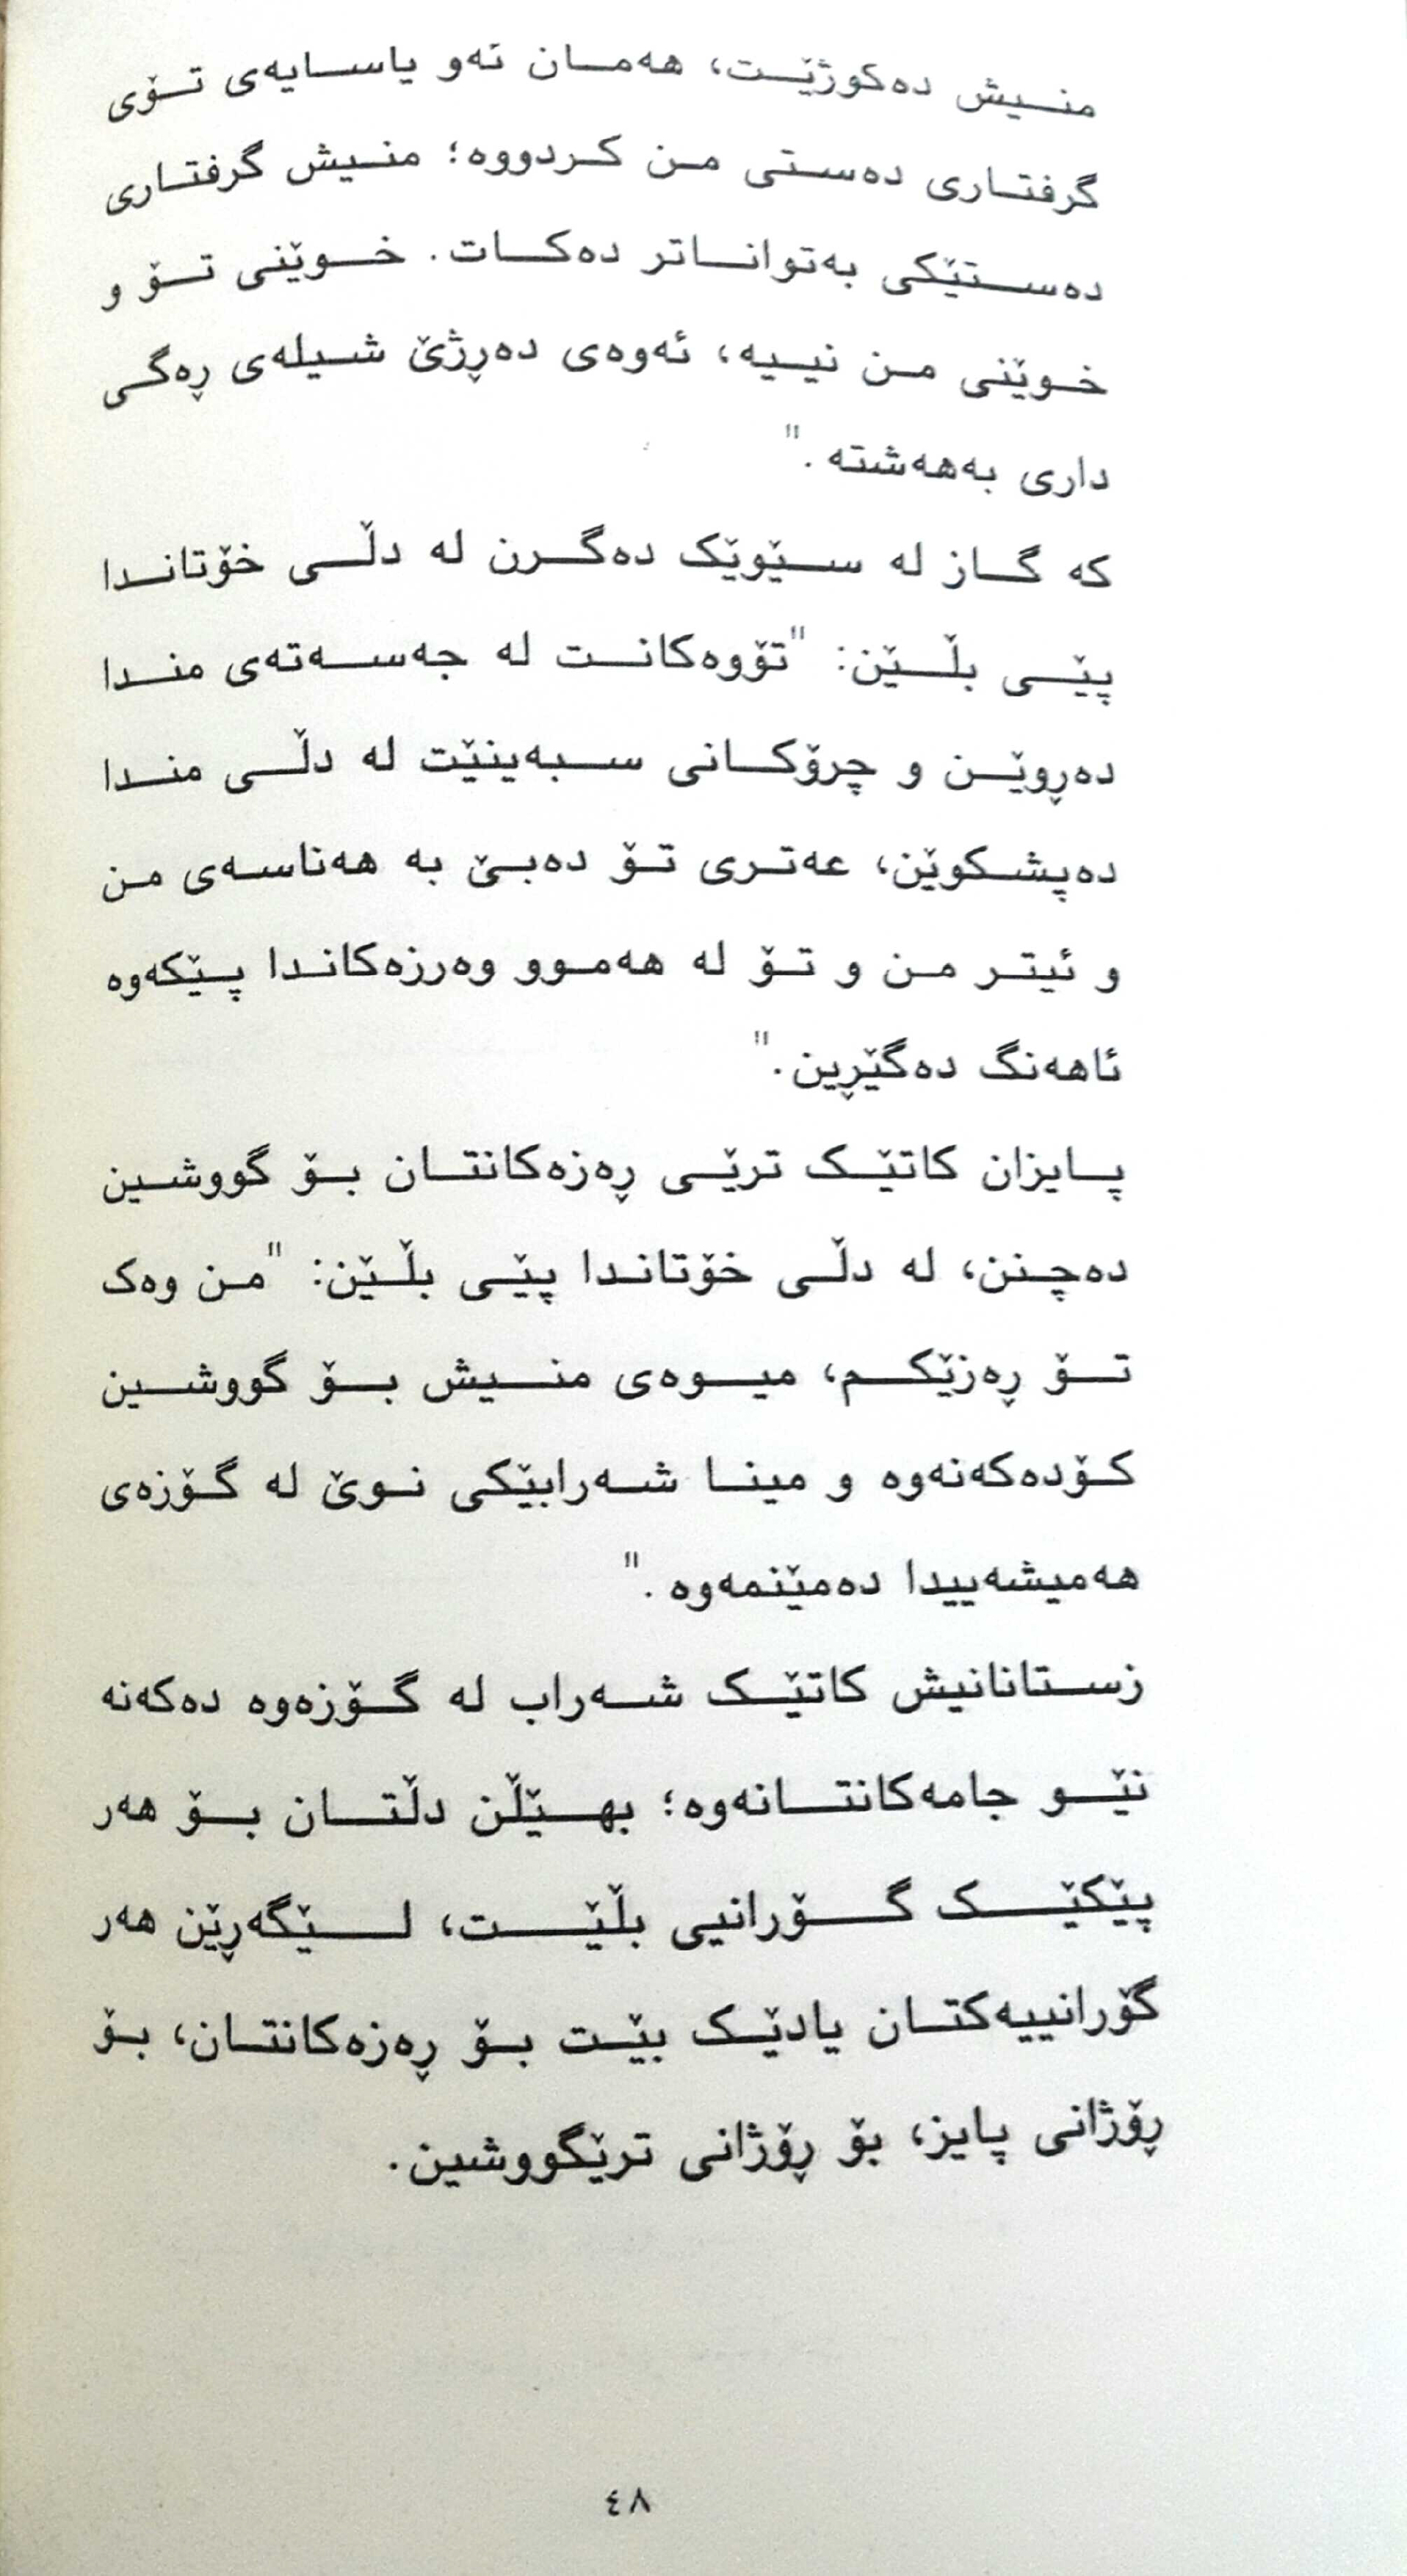 منیش دەکوژێت، هەمان ئەو یاسایەی تۆی
گرفتاری دەستی من کردووە؛ منیش گرفتاری
دەستێکی بەتواناتر دەکات. خوێنی تۆ و
خوێنی من نییە، ئەوەی دەڕژێ شیلەی ڕەگی
داری بەهەشتە."
کە گاز لە سێوێک دەگرن لە دڵی خۆتاندا
پێی بڵێن: "تۆوەکانت لە جەستەی مندا
دەڕوێن و چرۆکانی سبەینێت لە دڵی مندا
دەپشکوێن، عەتری تۆ دەبێ بە هەناسەی من
و ئیتر من و تۆ لە هەموو وەرزەکاندا پێکەوە
ئاهەنگ دەگێڕین."
پایزان کاتێک ترێی ڕەزەکانتان بۆ گووشین
دەچنن، لە دڵی خۆتاندا پێی بڵێن: "من وەک
تۆ ڕەزێکم، میوەی منیش بۆ گووشین
کۆدەکەنەوە و مینا شەرابێکی نوێ لە گۆزەی
هەمیشەییدا دەمێنمەوە."
زستانانیش کاتێک شەراب لە گۆزەوە دەکەنە
نێو جامەکانتانەوە؛ بهێڵن دڵتان بۆ هەر
پێکێک گۆرانیی بڵێت، لێگەڕێن هەر
گۆرانییەکتان یادێک بێت بۆ ڕەزەکانتان، بۆ
ڕۆژانی پایز، بۆ ڕۆژانی ترێگووشین.
٤٨